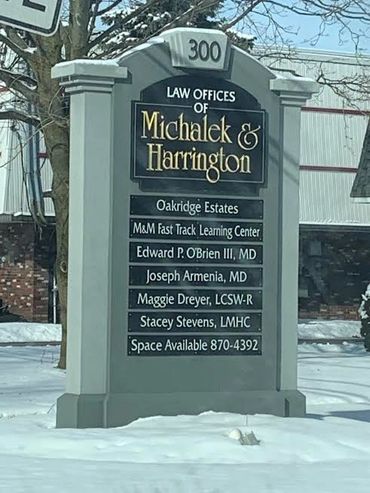 300
LAW OFFICES
OF
Michalek &
Harrington
Oakridge Estates
M&M Fast Track Learning Center
Edward P. O'Brien III, MD
Joseph Armenia, MD
Maggie Dreyer, LCSW-R
Stacey Stevens, LMHC
Space Available 870-4392